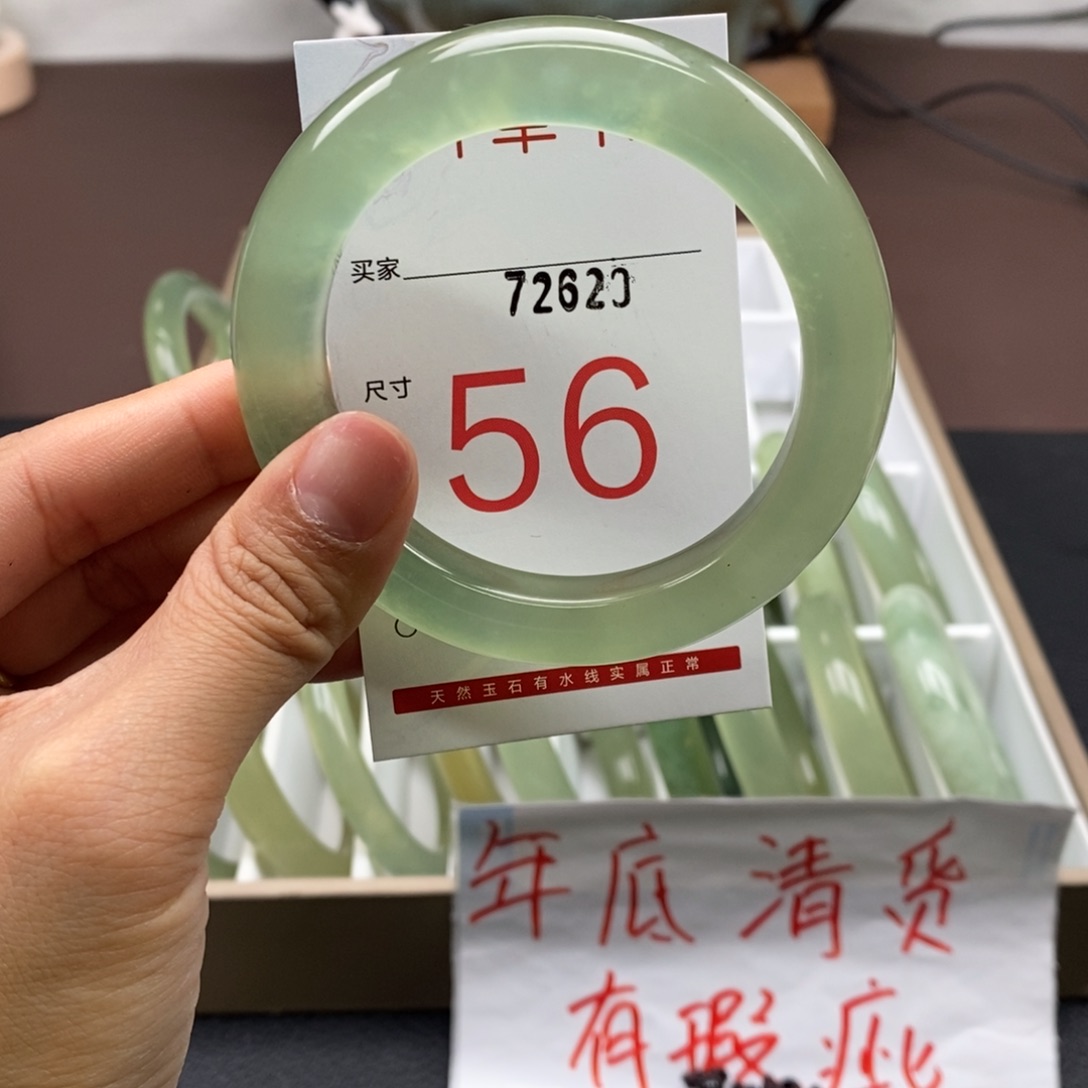 买家
7262
尺寸
56
天然玉石有水线实属正常
年底清货
有瑕疵